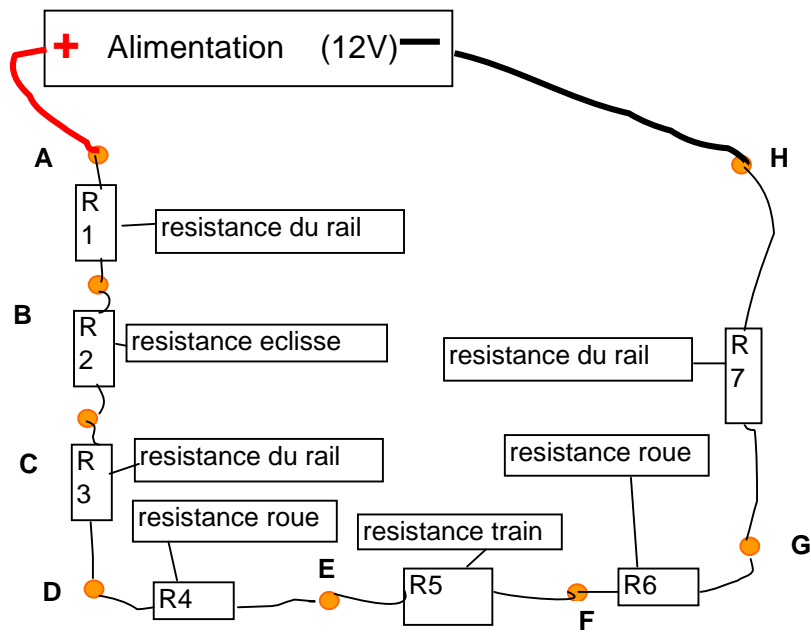 + Alimentation (12V) −
A
H
R
1
resistance du rail
B
R
2
resistance eclisse
resistance du rail
R
7
C
R
3
resistance du rail
resistance roue
resistance roue
resistance train
D
R4
E
R5
F
R6
G